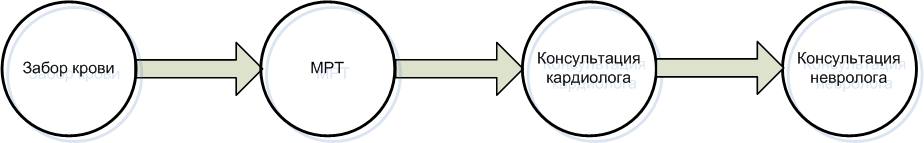 Забор крови
МРТ
Консультация
кардиолога
Консультация
невролога